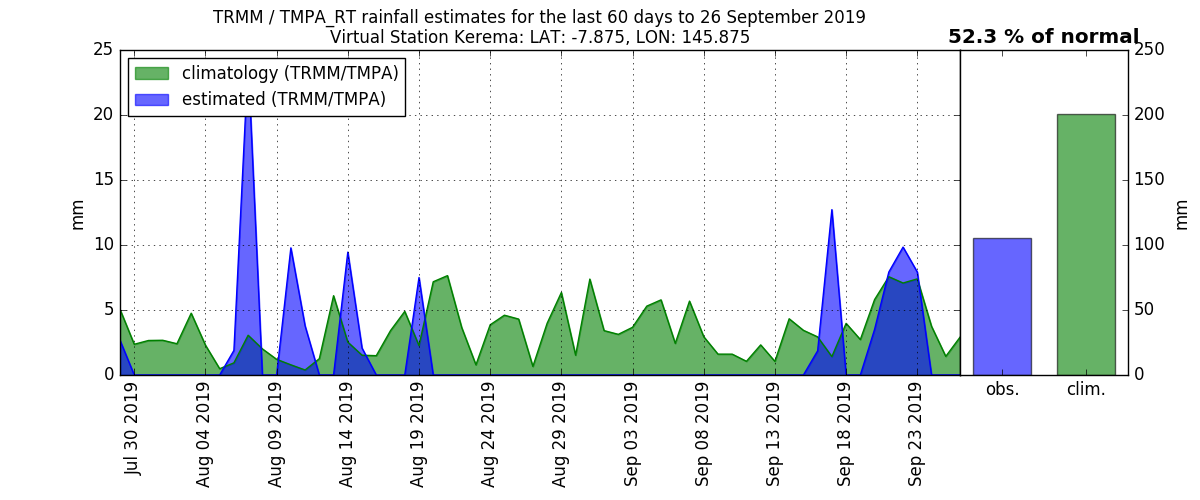 TRMM / TMPA_RT rainfall estimates for the last 60 days to 26 September 2019
Virtual Station Kerema: LAT: -7.875, LON: 145.875
52.3 % of normal
climatology (TRMM/TMPA)
estimated (TRMM/TMPA)
25
20
15
10
5
0
mm
250
200
150
100
50
0
mm
Jul 30 2019
Aug 04 2019
Aug 09 2019
Aug 14 2019
Aug 19 2019
Aug 24 2019
Aug 29 2019
Sep 03 2019
Sep 08 2019
Sep 13 2019
Sep 18 2019
Sep 23 2019
obs.
clim.